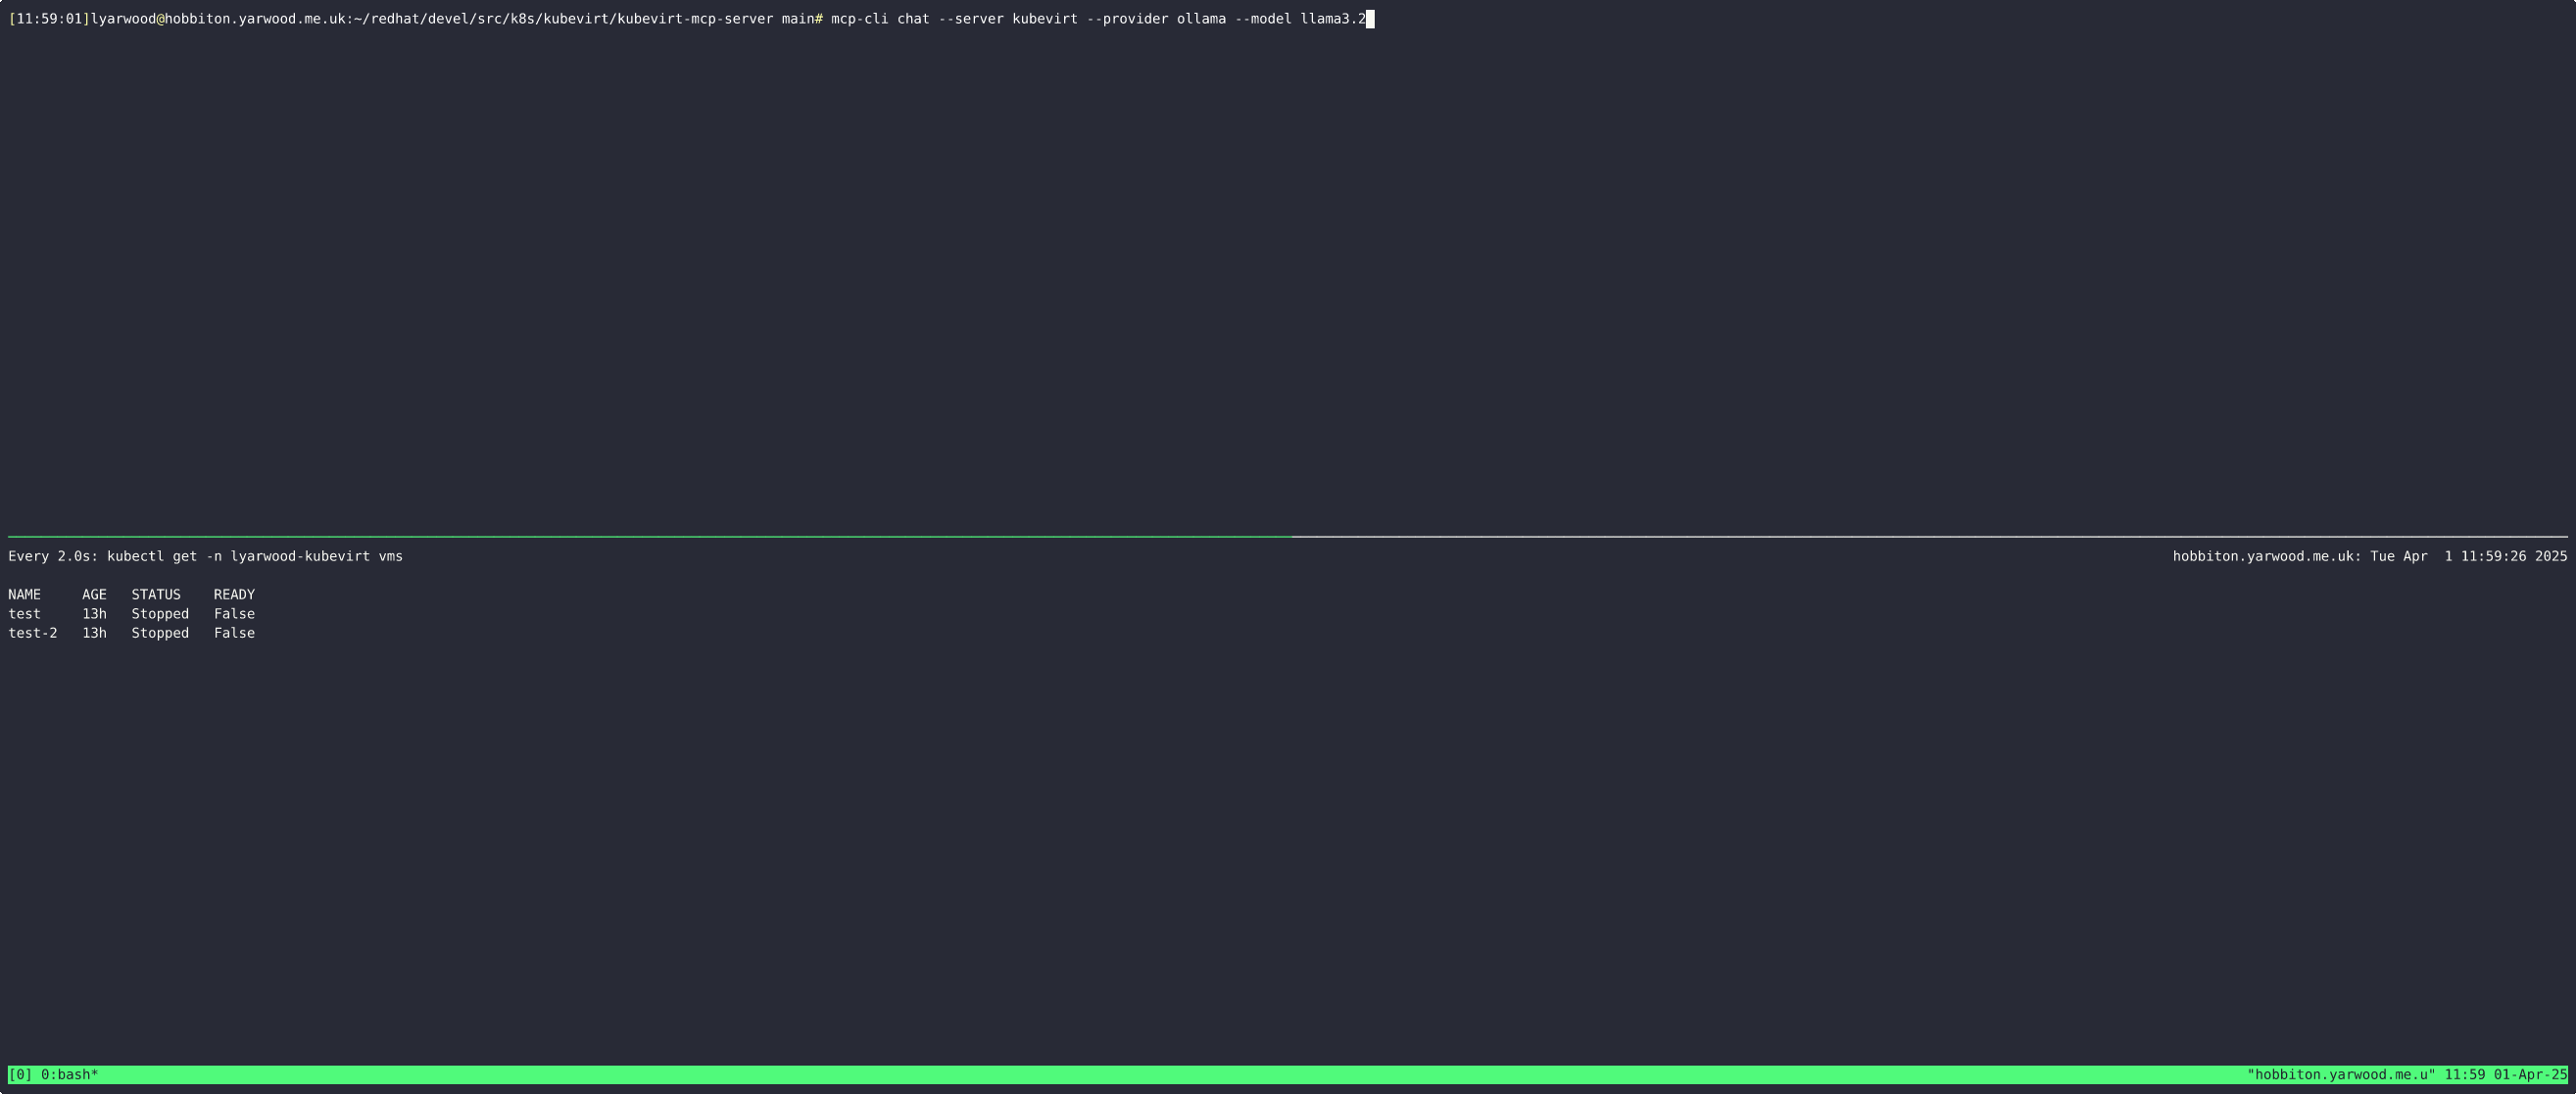 [11:59:01]lyarwood@hobbiton.yarwood.me.uk:~/redhat/devel/src/k8s/kubevirt/kubevirt-mcp-server main# mcp-cli chat --server kubevirt --provider ollama --model llama3.2
Every 2.0s: kubectl get -n lyarwood-kubevirt vms hobbiton.yarwood.me.uk: Tue Apr  1 11:59:26 2025
NAME     AGE   STATUS    READY
test     13h   Stopped   False
test-2   13h   Stopped   False
[0] 0:bash* "hobbiton.yarwood.me.u" 11:59 01-Apr-25